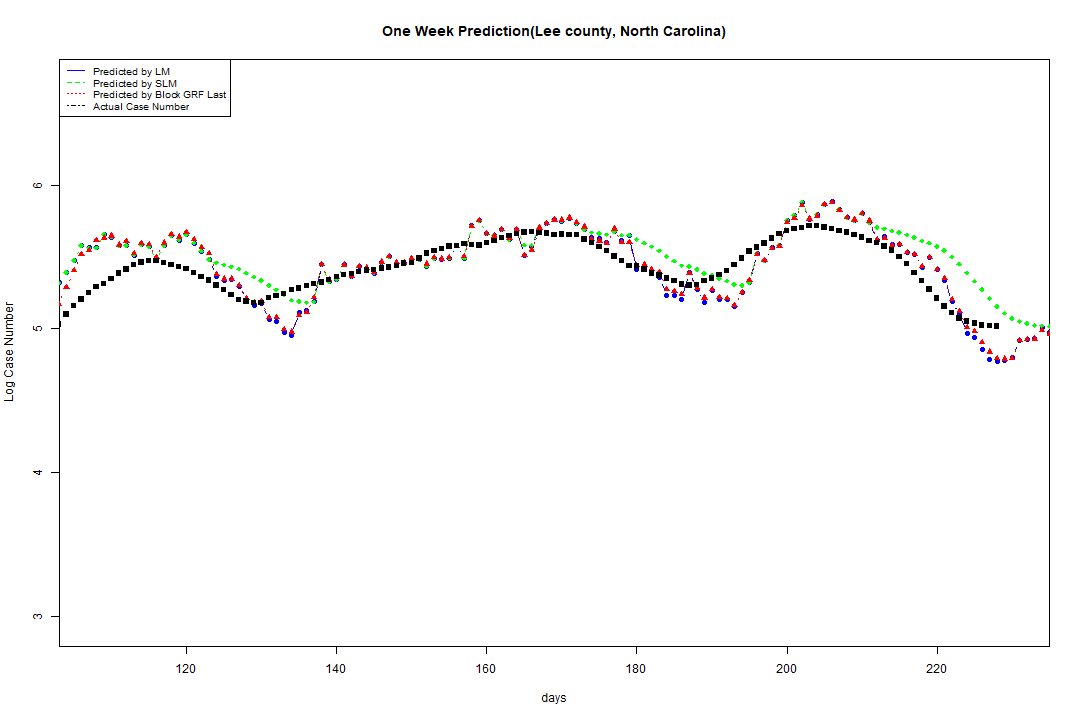 One Week Prediction(Lee county, North Carolina)
Predicted by LM
Predicted by SLM
Predicted by Block GRF Last
Actual Case Number
6
5
4
3
Log Case Number
120 140 160 180 200 220
days